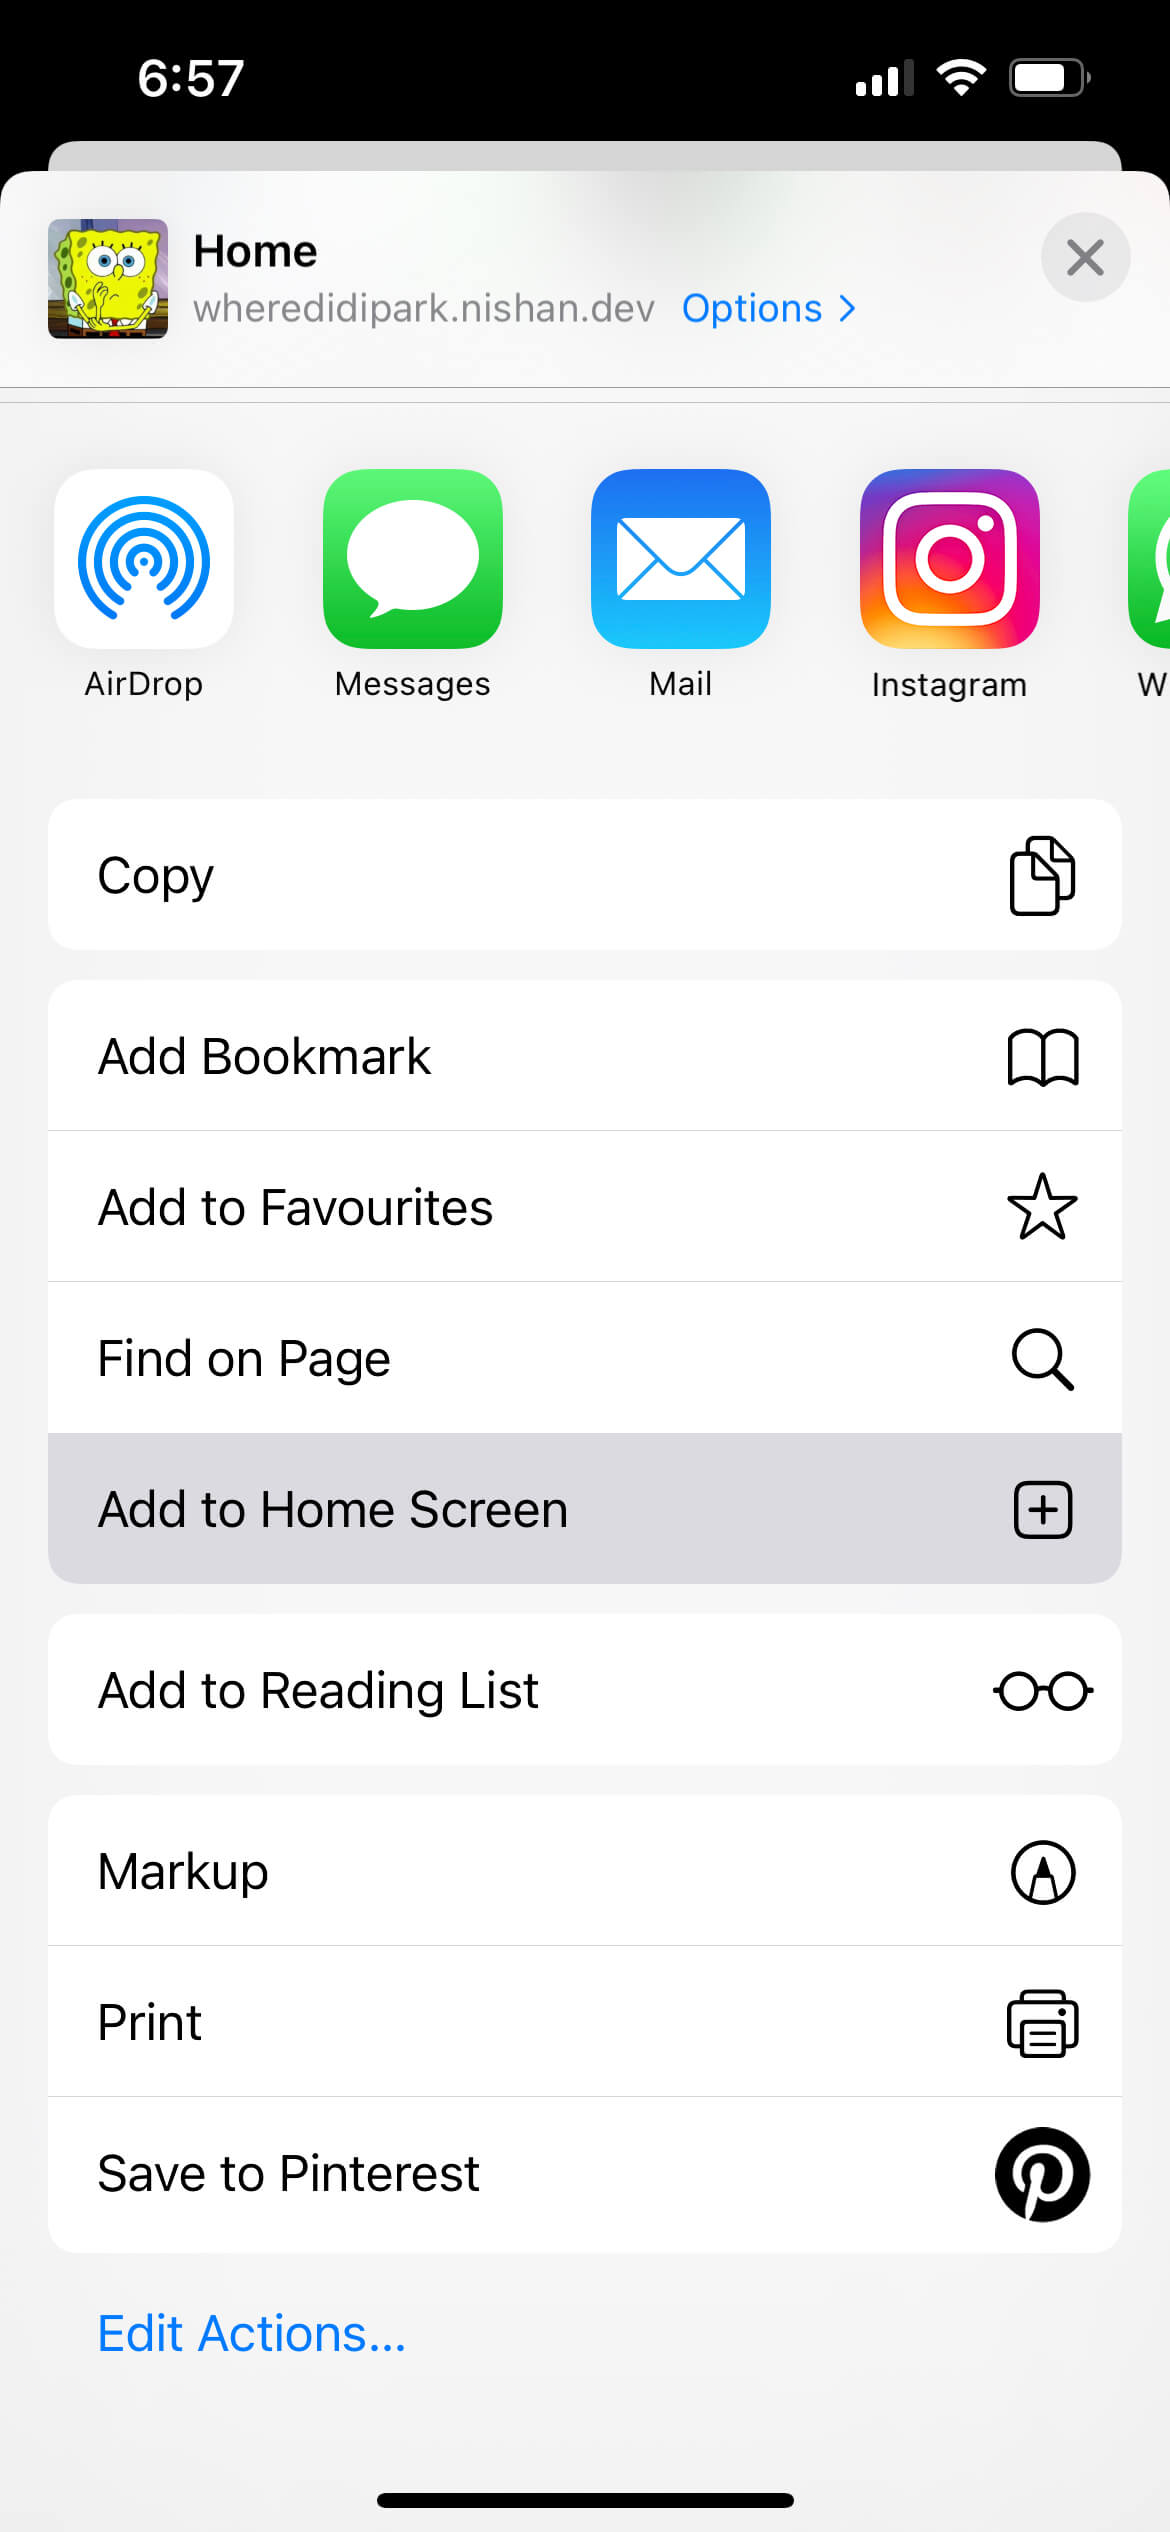 6:57
Home
wheredidipark.nishan.dev Options >
AirDrop Messages Mail Instagram W
Copy
Add Bookmark
Add to Favourites
Find on Page
Add to Home Screen
Add to Reading List
Markup
Print
Save to Pinterest
Edit Actions...